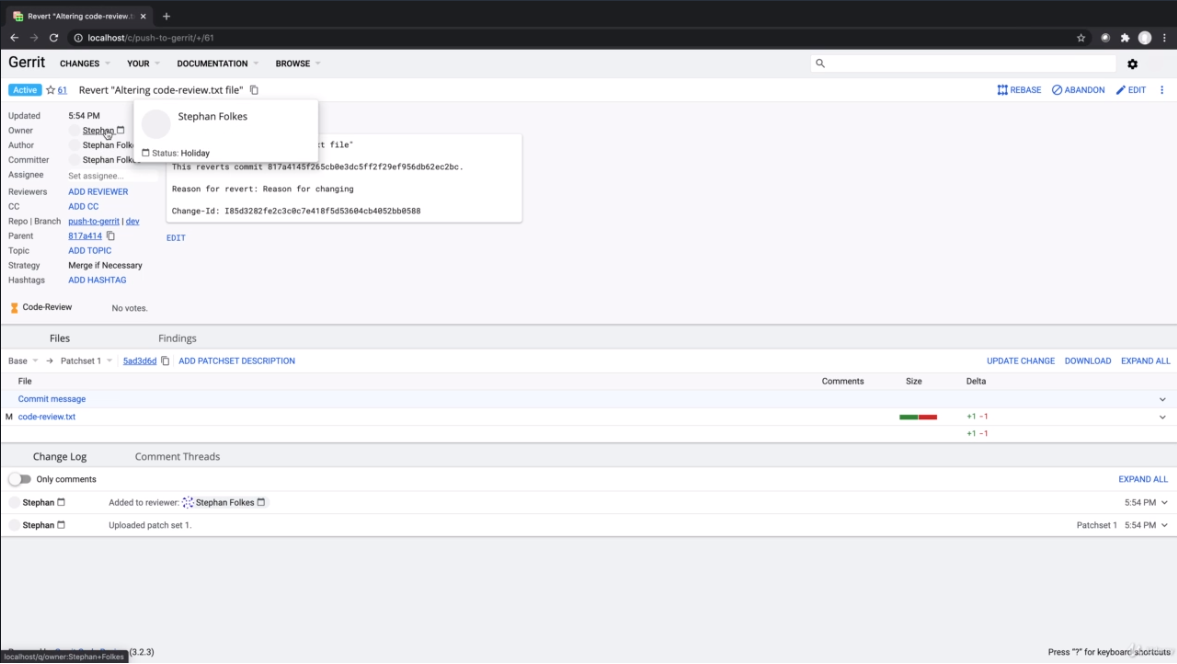 Revert "Altering code-review.t
localhost/c/push-to-gerrit/+/61
Gerrit CHANGES YOUR DOCUMENTATION BROWSE
Active 61 Revert "Altering code-review.txt file" REBASE ABANDON EDIT
Stephan Folkes
Status: Holiday
Updated 5:54 PM
Owner Stephan
Author Stephan Folk
Committer Stephan Folk
Assignee Set assignee...
Reviewers ADD REVIEWER
CC ADD CC
Repo | Branch push-to-gerrit | dev
Parent 817a414
Topic ADD TOPIC
Strategy Merge if Necessary
Hashtags ADD HASHTAG
xt file"
This reverts commit 817a4145f265cb0e3dc5ff2f29ef956db62ec2bc.
Reason for revert: Reason for changing
Change-Id: I85d3282fe2c3c0c7e418f5d53604cb4052bb0588
EDIT
Code-Review No votes.
Files Findings
Base → Patchset 1 5ad3d6d ADD PATCHSET DESCRIPTION UPDATE CHANGE DOWNLOAD EXPAND ALL
File Comments Size Delta
Commit message
M code-review.txt +1 -1
+1 -1
Change Log Comment Threads
Only comments EXPAND ALL
Stephan Added to reviewer: Stephan Folkes 5:54 PM
Stephan Uploaded patch set 1. Patchset 1 5:54 PM
(3.2.3) Press "?" for keyboard shortcuts
localhost/q/owner:Stephan+Folkes